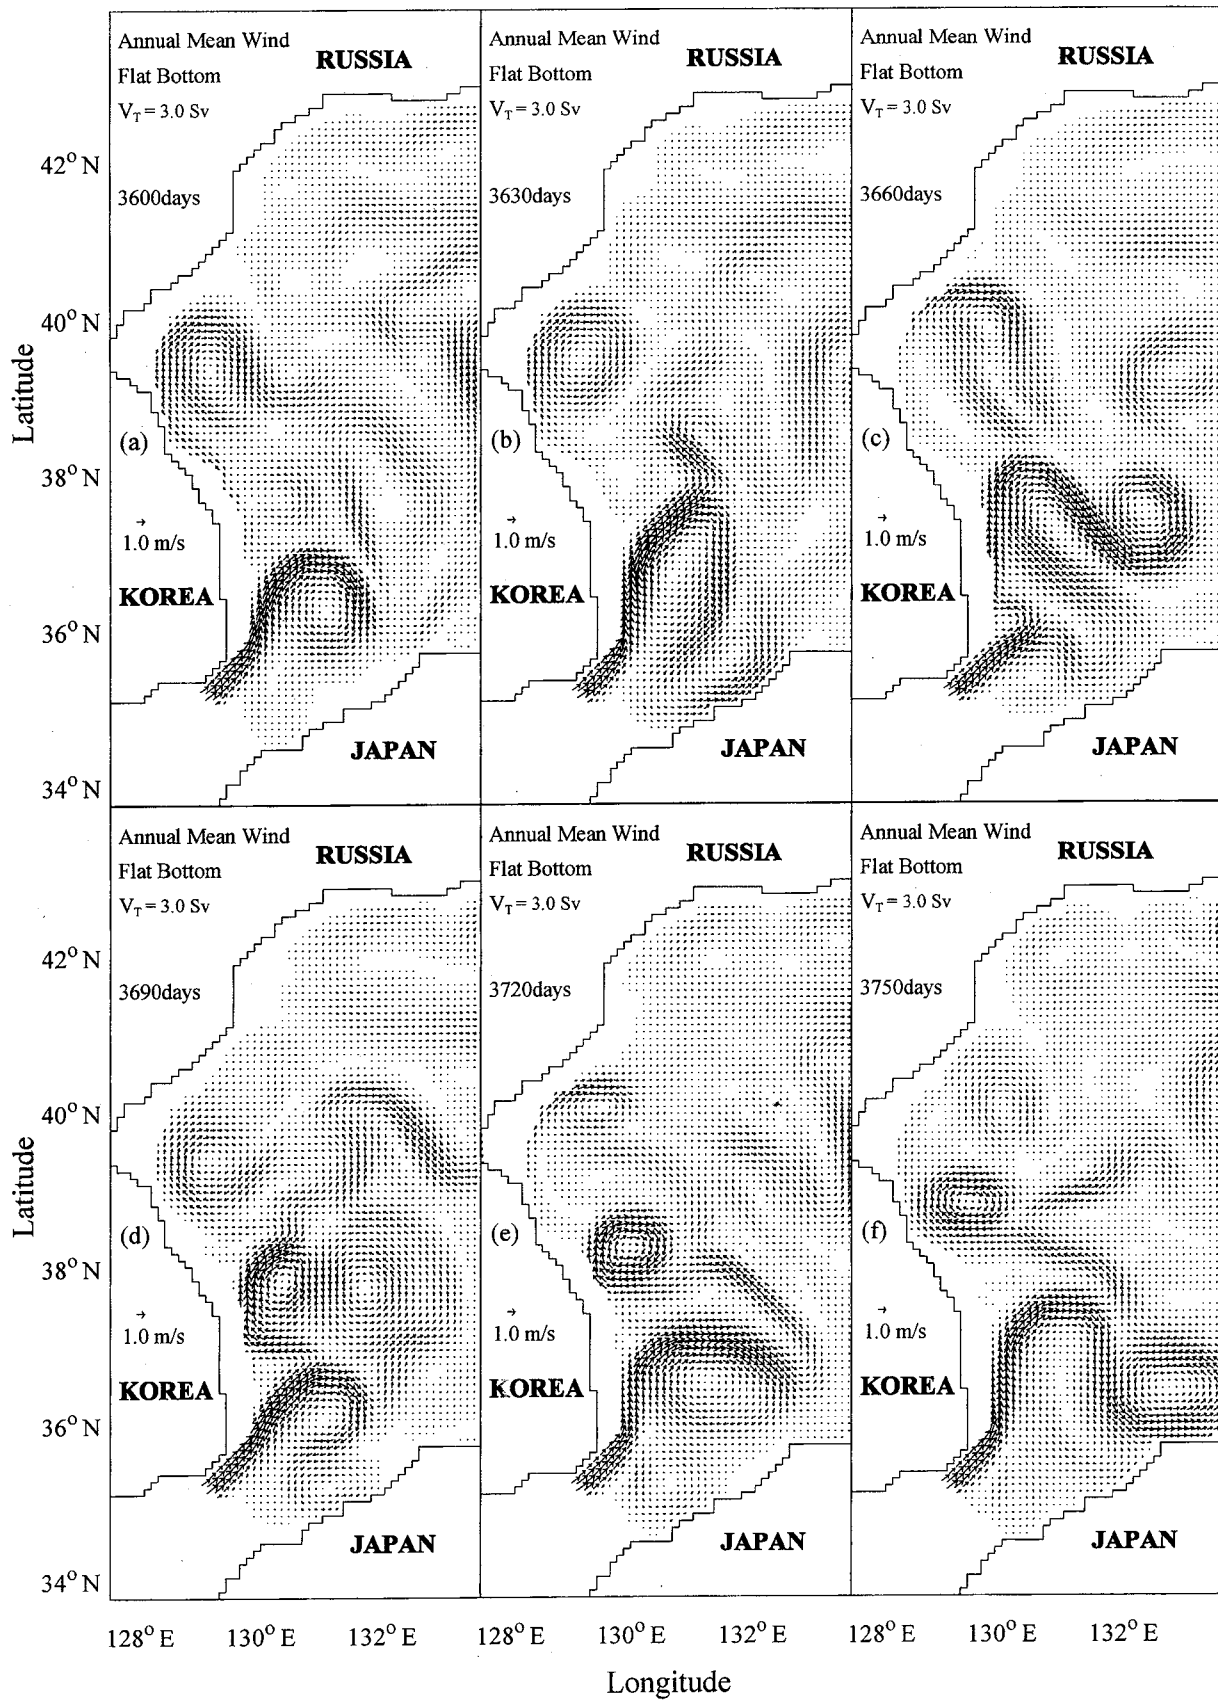 Annual Mean Wind
RUSSIA
Flat Bottom
V_T = 3.0 Sv
3600days
(a)
1.0 m/s
KOREA
JAPAN
Annual Mean Wind
RUSSIA
Flat Bottom
V_T = 3.0 Sv
3630days
(b)
1.0 m/s
KOREA
JAPAN
Annual Mean Wind
RUSSIA
Flat Bottom
V_T = 3.0 Sv
3660days
(c)
1.0 m/s
KOREA
JAPAN
42° N
40° N
38° N
36° N
34° N
Latitude
Annual Mean Wind
RUSSIA
Flat Bottom
V_T = 3.0 Sv
3690days
(d)
1.0 m/s
KOREA
JAPAN
Annual Mean Wind
RUSSIA
Flat Bottom
V_T = 3.0 Sv
3720days
(e)
1.0 m/s
KOREA
JAPAN
Annual Mean Wind
RUSSIA
Flat Bottom
V_T = 3.0 Sv
3750days
(f)
1.0 m/s
KOREA
JAPAN
42° N
40° N
38° N
36° N
34° N
Latitude
128° E 130° E 132° E 128° E 130° E 132° E 128° E 130° E 132° E
Longitude